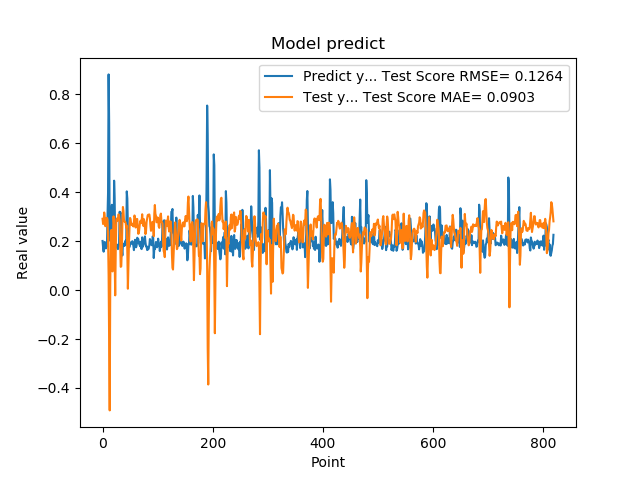 Model predict
Predict y... Test Score RMSE= 0.1264
Test y... Test Score MAE= 0.0903
Real value
0.8
0.6
0.4
0.2
0.0
−0.2
−0.4
0 200 400 600 800
Point